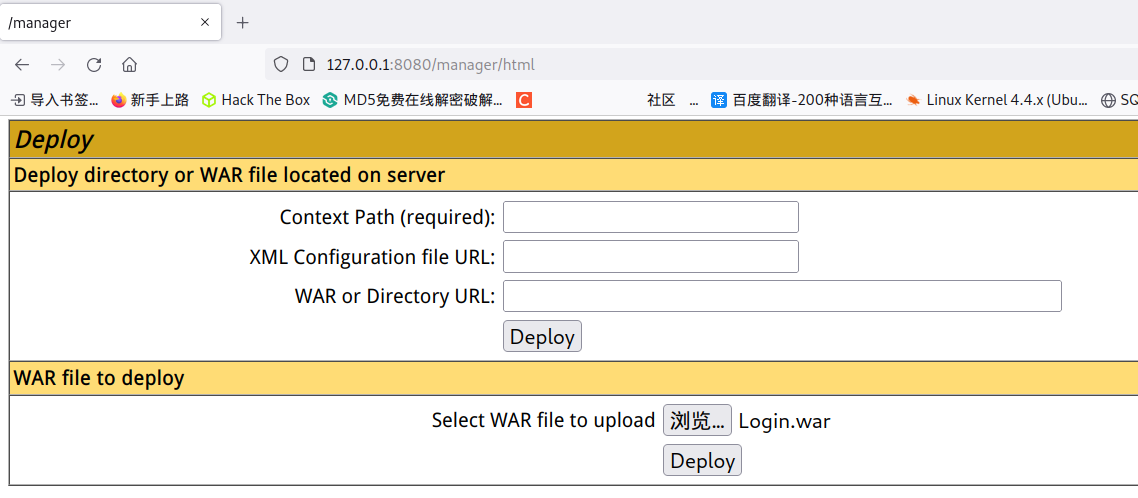 /manager
127.0.0.1:8080/manager/html
导入书签... 新手上路 Hack The Box MD5免费在线解密破解... C 社区 ... 译 百度翻译-200种语言互... Linux Kernel 4.4.x (Ubu... SQ
Deploy
Deploy directory or WAR file located on server
Context Path (required):
XML Configuration file URL:
WAR or Directory URL:
Deploy
WAR file to deploy
Select WAR file to upload 浏览... Login.war
Deploy